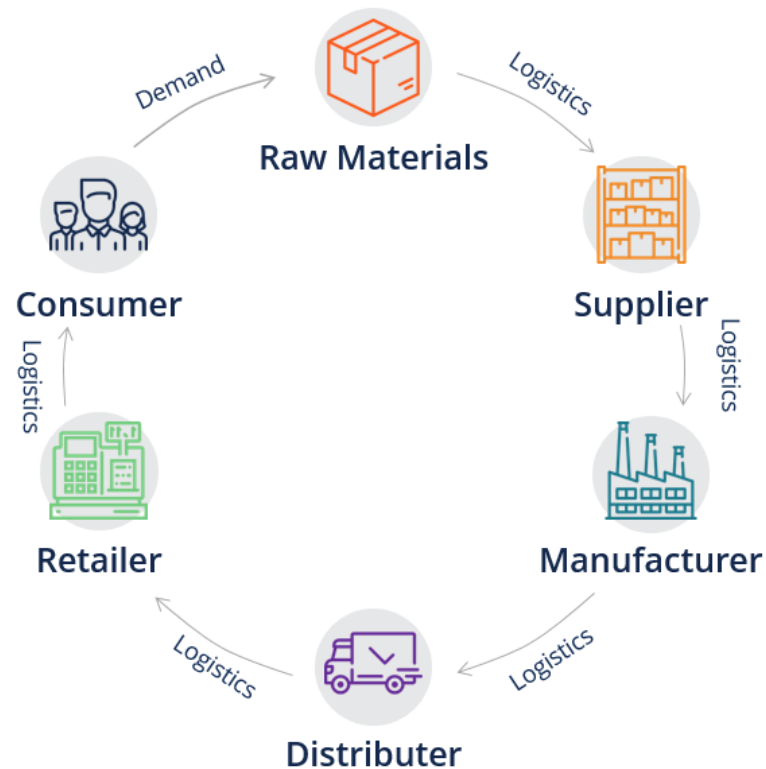 Demand
Raw Materials
Logistics
Supplier
Logistics
Manufacturer
Logistics
Distributer
Logistics
Retailer
Logistics
Consumer